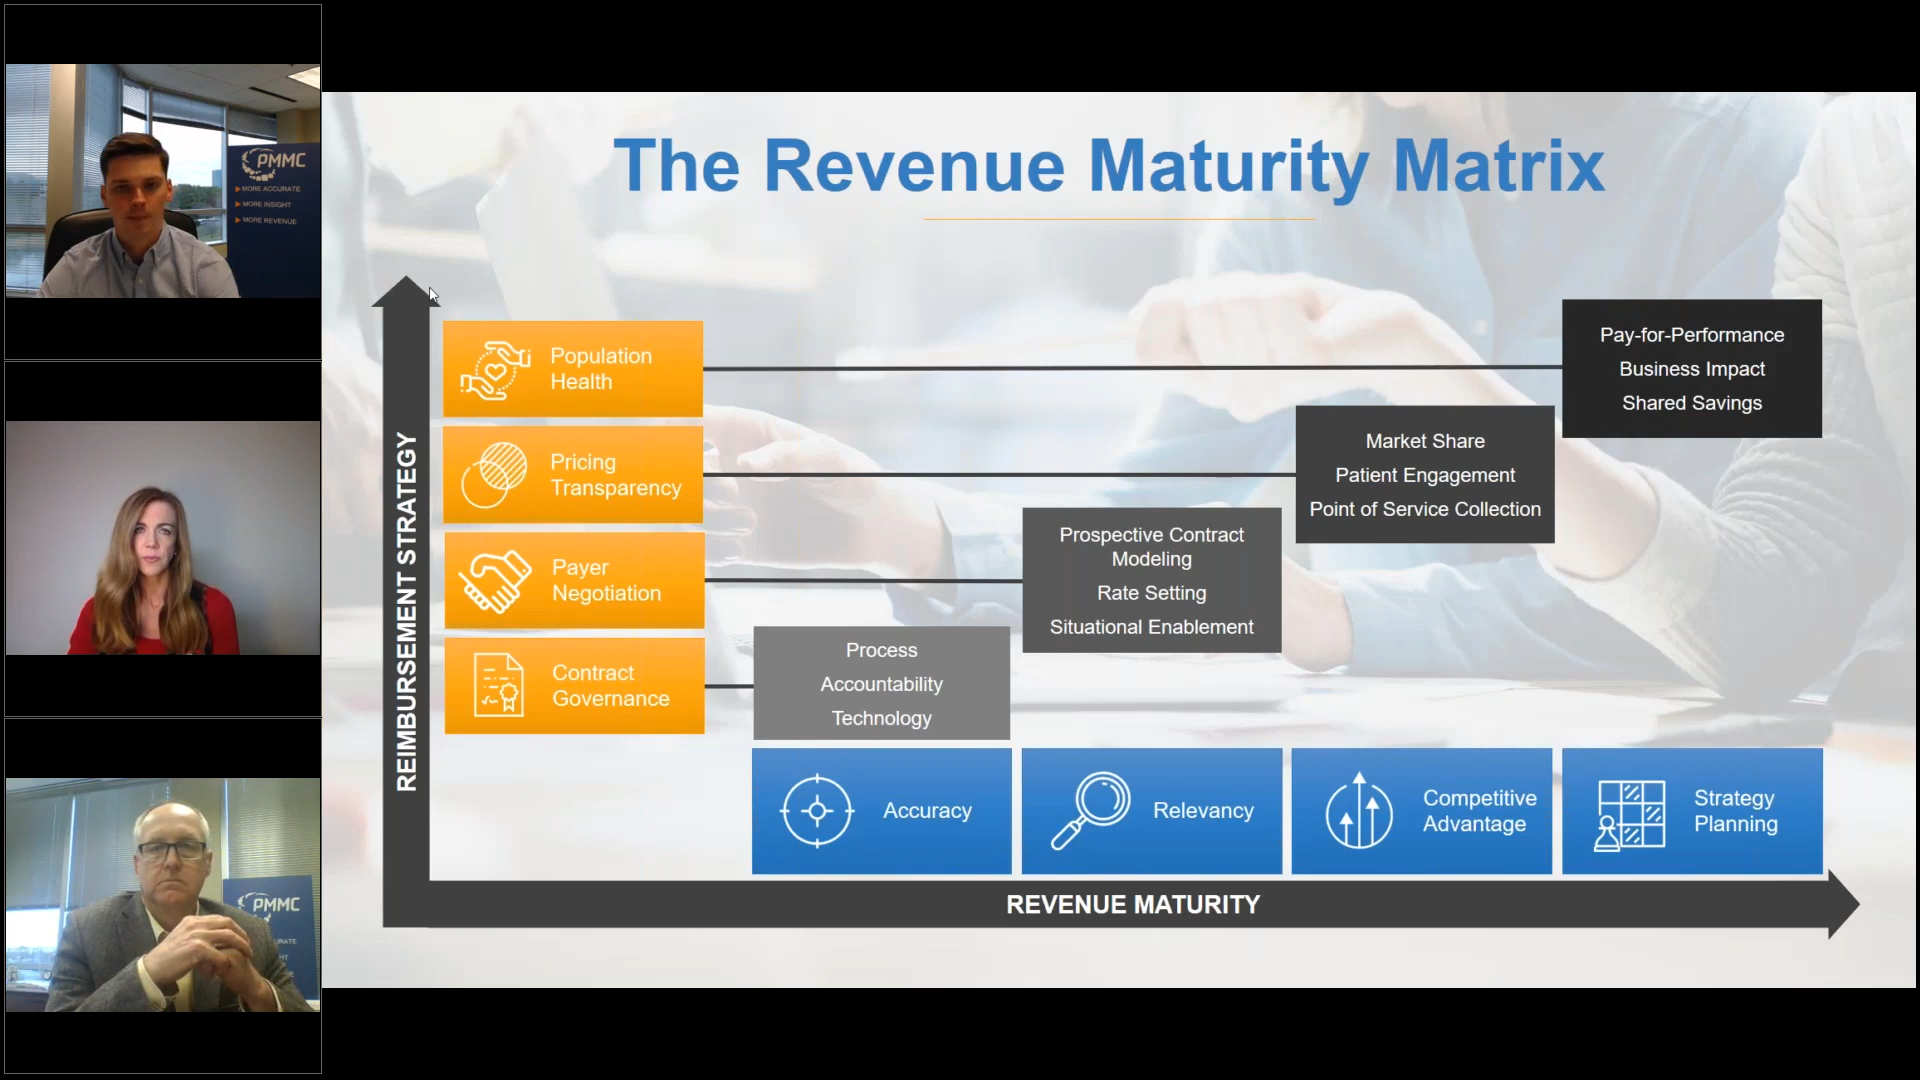 PMMC
MORE ACCURATE
MORE INSIGHT
MORE REVENUE
PMMC
The Revenue Maturity Matrix
REIMBURSEMENT STRATEGY
Population
Health
Pricing
Transparency
Payer
Negotiation
Contract
Governance
Pay-for-Performance
Business Impact
Shared Savings
Market Share
Patient Engagement
Point of Service Collection
Prospective Contract
Modeling
Rate Setting
Situational Enablement
Process
Accountability
Technology
Accuracy
Relevancy
Competitive
Advantage
Strategy
Planning
REVENUE MATURITY